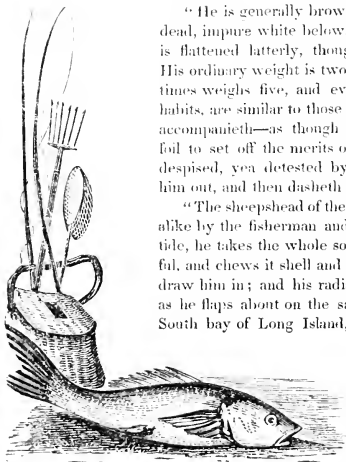 “He is generally brow
dead, impure white below
is flattened latterly, thoug
His ordinary weight is two
times weighs five, and ev
habits, are similar to those
accompanieth—as though
foil to set off the merits o
despised, yea detested by
him out, and then dasheth
“The sheepshead of the
alike by the fisherman and
tide, he takes the whole so
ful, and chews it shell and
draw him in; and his radi
as he flaps about on the sa
South bay of Long Island,